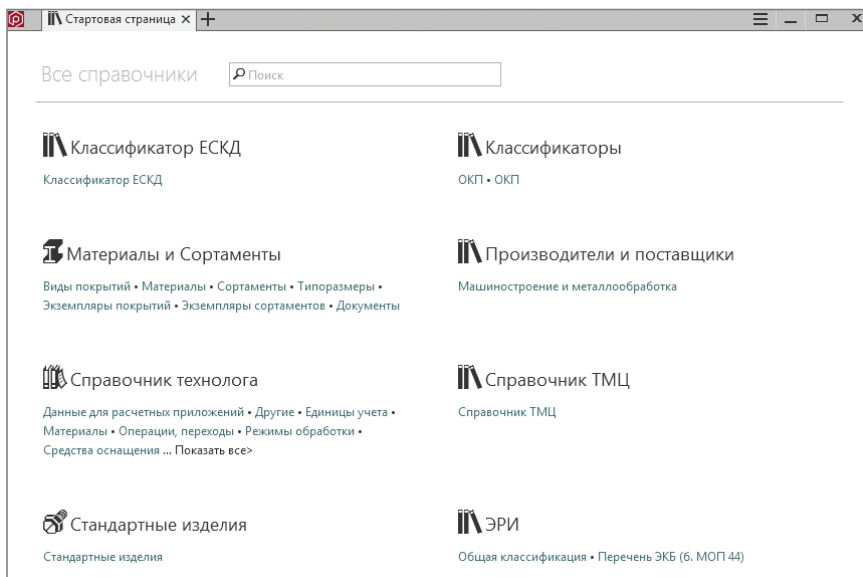 Стартовая страница
Все справочники
Поиск
Классификатор ЕСКД
Классификатор ЕСКД
Классификаторы
ОКП • ОКП
Материалы и Сортаменты
Виды покрытий • Материалы • Сортаменты • Типоразмеры •
Экземпляры покрытий • Экземпляры сортаментов • Документы
Производители и поставщики
Машиностроение и металлообработка
Справочник технолога
Данные для расчетных приложений • Другие • Единицы учета •
Материалы • Операции, переходы • Режимы обработки •
Средства оснащения ... Показать все>
Справочник ТМЦ
Справочник ТМЦ
Стандартные изделия
Стандартные изделия
ЭРИ
Общая классификация • Перечень ЭКБ (б. МОП 44)